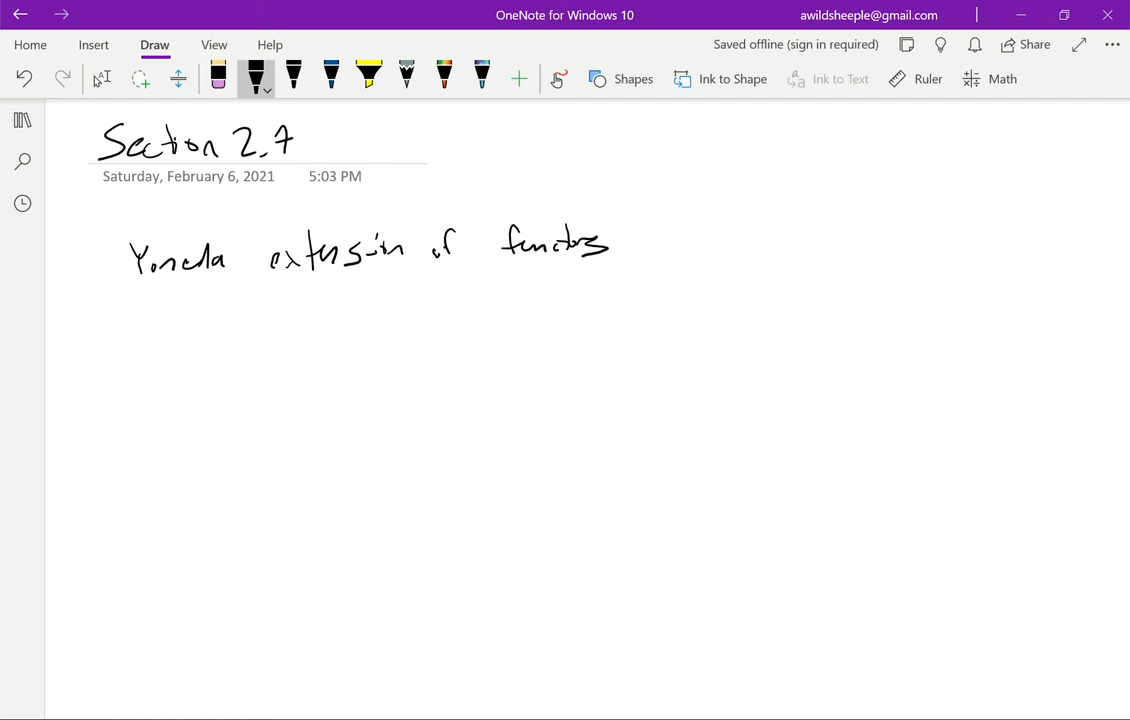 OneNote for Windows 10
awildsheeple@gmail.com
Home Insert Draw View Help
Saved offline (sign in required) Share
Shapes Ink to Shape Ink to Text Ruler Math
Section 2.7
Saturday, February 6, 2021 5:03 PM
Yoneda extension of functors